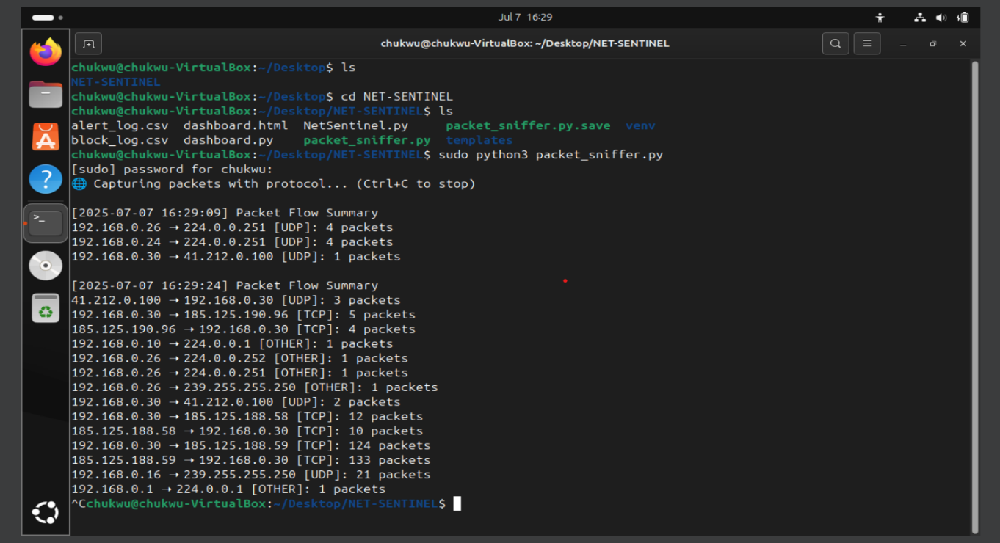 Jul 7 16:29
chukwu@chukwu-VirtualBox: ~/Desktop/NET-SENTINEL
chukwu@chukwu-VirtualBox:~/Desktop$ ls
NET-SENTINEL
chukwu@chukwu-VirtualBox:~/Desktop$ cd NET-SENTINEL
chukwu@chukwu-VirtualBox:~/Desktop/NET-SENTINEL$ ls
alert_log.csv  dashboard.html  NetSentinel.py     packet_sniffer.py.save  venv
block_log.csv  dashboard.py    packet_sniffer.py  templates
chukwu@chukwu-VirtualBox:~/Desktop/NET-SENTINEL$ sudo python3 packet_sniffer.py
[sudo] password for chukwu:
🌐 Capturing packets with protocol... (Ctrl+C to stop)
[2025-07-07 16:29:09] Packet Flow Summary
192.168.0.26 → 224.0.0.251 [UDP]: 4 packets
192.168.0.24 → 224.0.0.251 [UDP]: 4 packets
192.168.0.30 → 41.212.0.100 [UDP]: 1 packets
[2025-07-07 16:29:24] Packet Flow Summary
41.212.0.100 → 192.168.0.30 [UDP]: 3 packets
192.168.0.30 → 185.125.190.96 [TCP]: 5 packets
185.125.190.96 → 192.168.0.30 [TCP]: 4 packets
192.168.0.10 → 224.0.0.1 [OTHER]: 1 packets
192.168.0.26 → 224.0.0.252 [OTHER]: 1 packets
192.168.0.26 → 224.0.0.251 [OTHER]: 1 packets
192.168.0.26 → 239.255.255.250 [OTHER]: 1 packets
192.168.0.30 → 41.212.0.100 [UDP]: 2 packets
192.168.0.30 → 185.125.188.58 [TCP]: 12 packets
185.125.188.58 → 192.168.0.30 [TCP]: 10 packets
192.168.0.30 → 185.125.188.59 [TCP]: 124 packets
185.125.188.59 → 192.168.0.30 [TCP]: 133 packets
192.168.0.16 → 239.255.255.250 [UDP]: 21 packets
192.168.0.1 → 224.0.0.1 [OTHER]: 1 packets
^Cchukwu@chukwu-VirtualBox:~/Desktop/NET-SENTINEL$